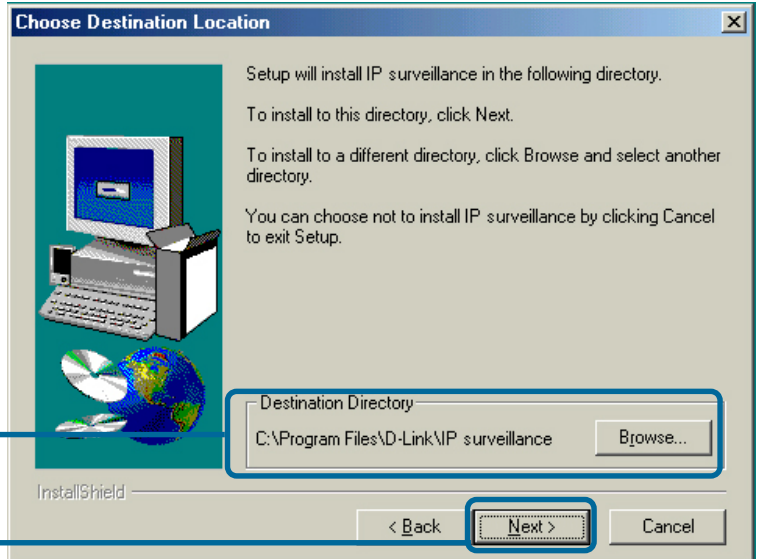 Choose Destination Location
Setup will install IP surveillance in the following directory.
To install to this directory, click Next.
To install to a different directory, click Browse and select another
directory.
You can choose not to install IP surveillance by clicking Cancel
to exit Setup.
Destination Directory
C:\Program Files\D-Link\IP surveillance
Browse...
InstallShield
< Back
Next >
Cancel